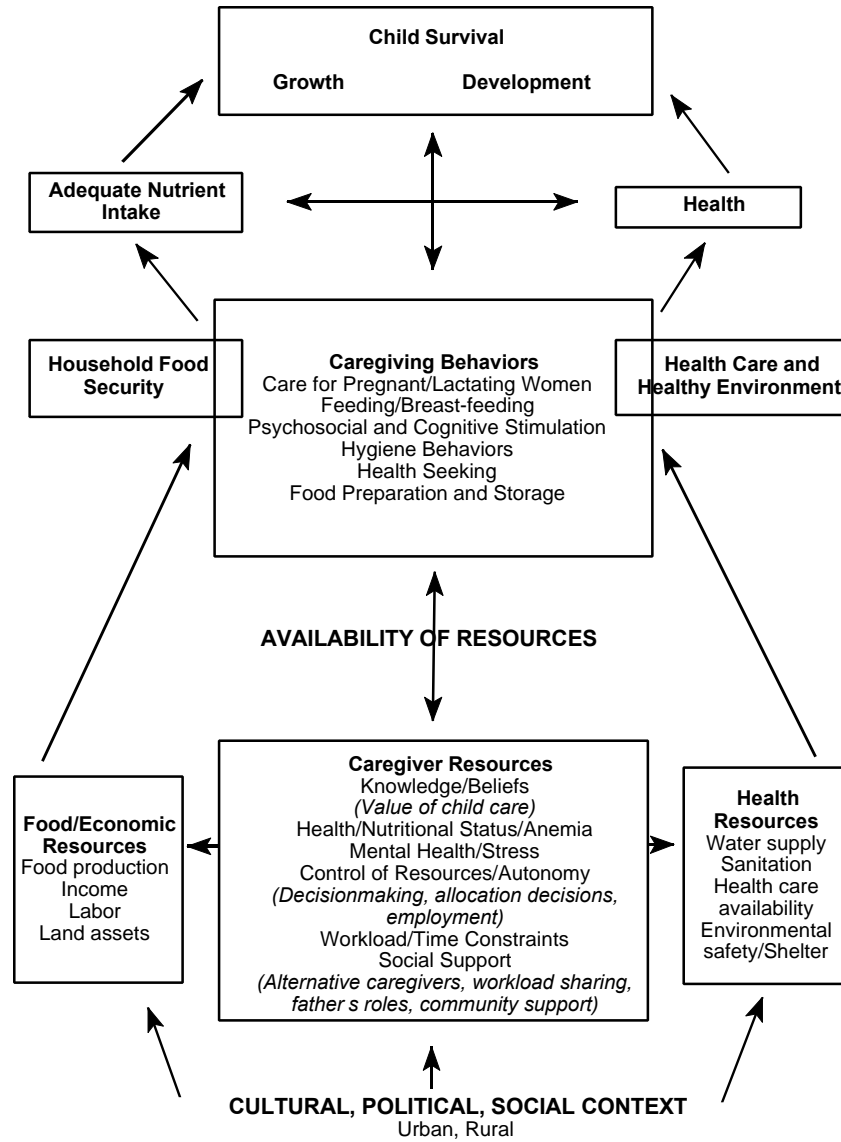 Child Survival
Growth Development
Adequate Nutrient
Intake
Health
Household Food
Security
Caregiving Behaviors
Care for Pregnant/Lactating Women
Feeding/Breast-feeding
Psychosocial and Cognitive Stimulation
Hygiene Behaviors
Health Seeking
Food Preparation and Storage
Health Care and
Healthy Environment
AVAILABILITY OF RESOURCES
Food/Economic
Resources
Food production
Income
Labor
Land assets
Caregiver Resources
Knowledge/Beliefs
(Value of child care)
Health/Nutritional Status/Anemia
Mental Health/Stress
Control of Resources/Autonomy
(Decisionmaking, allocation decisions,
employment)
Workload/Time Constraints
Social Support
(Alternative caregivers, workload sharing,
father s roles, community support)
Health
Resources
Water supply
Sanitation
Health care
availability
Environmental
safety/Shelter
CULTURAL, POLITICAL, SOCIAL CONTEXT
Urban, Rural